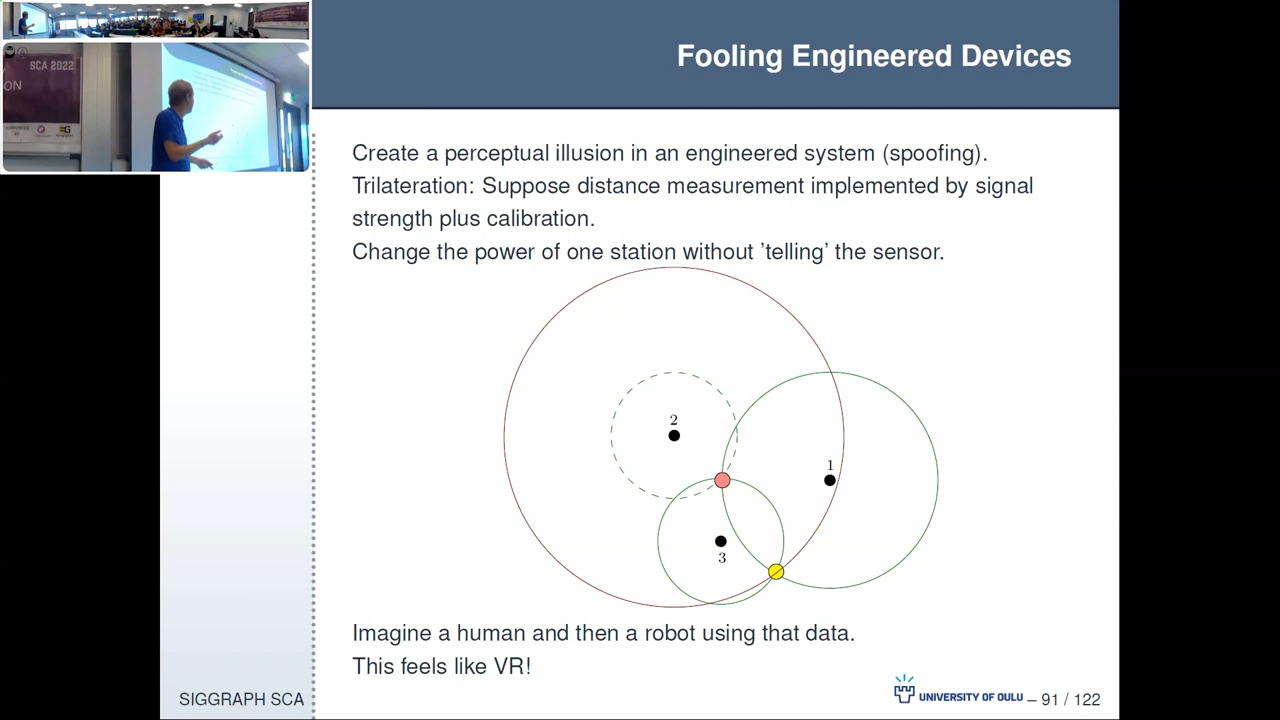 SCA 2022
ON
Fooling Engineered Devices
Create a perceptual illusion in an engineered system (spoofing).
Trilateration: Suppose distance measurement implemented by signal
strength plus calibration.
Change the power of one station without ’telling’ the sensor.
2
1
3
Imagine a human and then a robot using that data.
This feels like VR!
SIGGRAPH SCA
UNIVERSITY OF OULU – 91 / 122